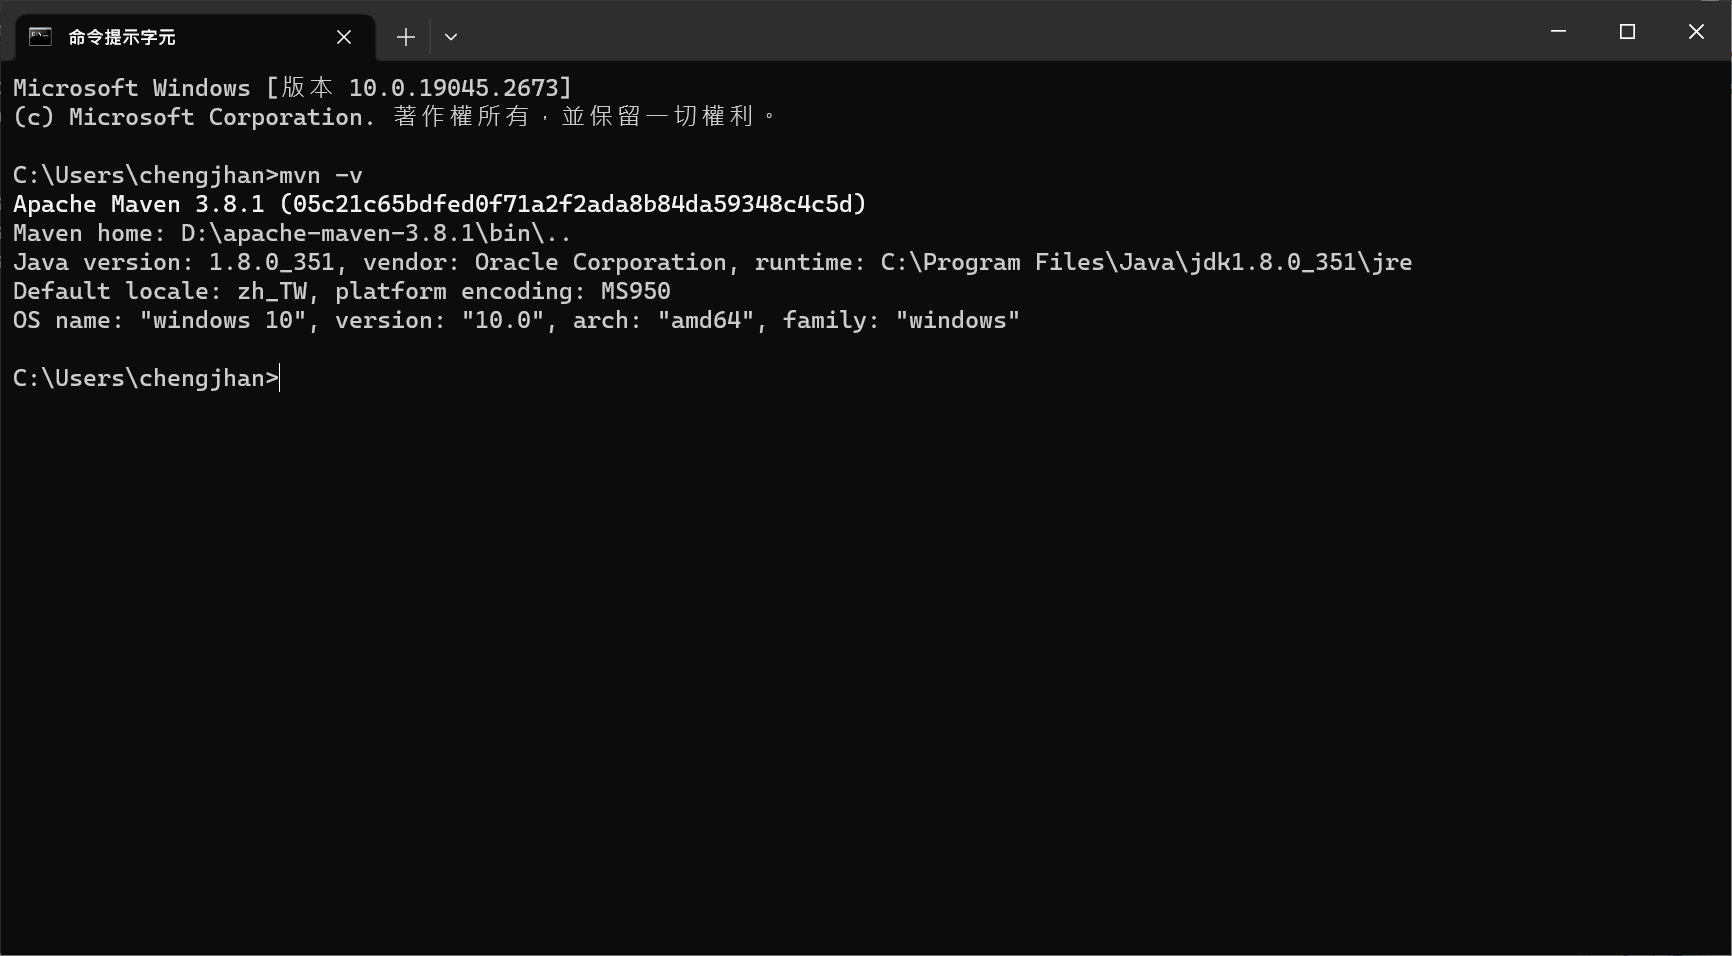 命令提示字元
Microsoft Windows [版本 10.0.19045.2673]
(c) Microsoft Corporation. 著作權所有，並保留一切權利。
C:\Users\chengjhan>mvn -v
Apache Maven 3.8.1 (05c21c65bdfed0f71a2f2ada8b84da59348c4c5d)
Maven home: D:\apache-maven-3.8.1\bin\..
Java version: 1.8.0_351, vendor: Oracle Corporation, runtime: C:\Program Files\Java\jdk1.8.0_351\jre
Default locale: zh_TW, platform encoding: MS950
OS name: "windows 10", version: "10.0", arch: "amd64", family: "windows"
C:\Users\chengjhan>